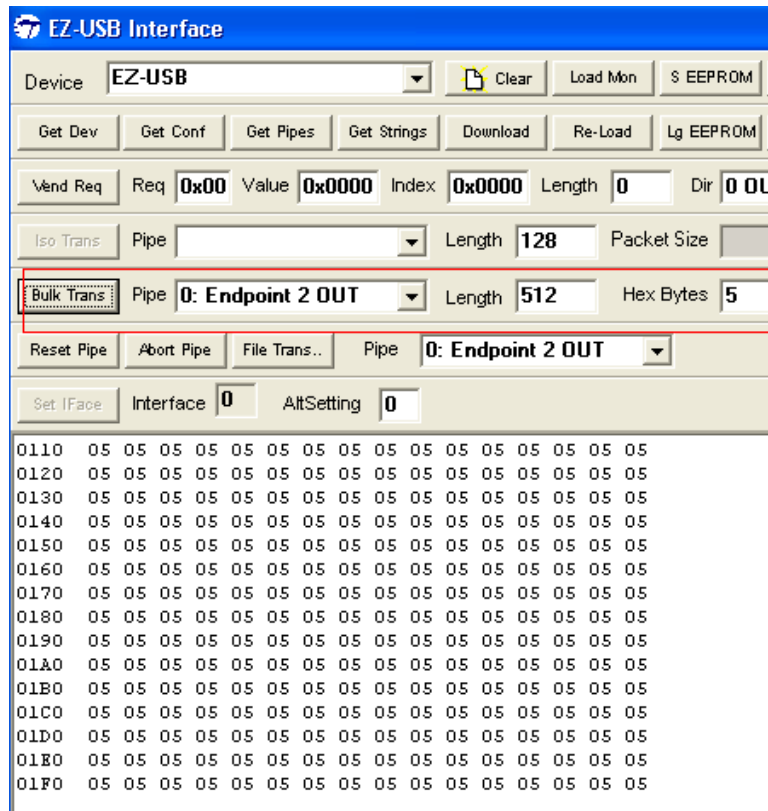 EZ-USB Interface
Device EZ-USB Clear Load Mon S EEPROM
Get Dev Get Conf Get Pipes Get Strings Download Re-Load Lg EEPROM
Vend Req Req 0x00 Value 0x0000 Index 0x0000 Length 0 Dir 0 OU
Iso Trans Pipe Length 128 Packet Size
Bulk Trans Pipe 0: Endpoint 2 OUT Length 512 Hex Bytes 5
Reset Pipe Abort Pipe File Trans.. Pipe 0: Endpoint 2 OUT
Set IFace Interface 0 AltSetting 0
0110 05 05 05 05 05 05 05 05 05 05 05 05 05 05 05 05
0120 05 05 05 05 05 05 05 05 05 05 05 05 05 05 05 05
0130 05 05 05 05 05 05 05 05 05 05 05 05 05 05 05 05
0140 05 05 05 05 05 05 05 05 05 05 05 05 05 05 05 05
0150 05 05 05 05 05 05 05 05 05 05 05 05 05 05 05 05
0160 05 05 05 05 05 05 05 05 05 05 05 05 05 05 05 05
0170 05 05 05 05 05 05 05 05 05 05 05 05 05 05 05 05
0180 05 05 05 05 05 05 05 05 05 05 05 05 05 05 05 05
0190 05 05 05 05 05 05 05 05 05 05 05 05 05 05 05 05
01A0 05 05 05 05 05 05 05 05 05 05 05 05 05 05 05 05
01B0 05 05 05 05 05 05 05 05 05 05 05 05 05 05 05 05
01C0 05 05 05 05 05 05 05 05 05 05 05 05 05 05 05 05
01D0 05 05 05 05 05 05 05 05 05 05 05 05 05 05 05 05
01E0 05 05 05 05 05 05 05 05 05 05 05 05 05 05 05 05
01F0 05 05 05 05 05 05 05 05 05 05 05 05 05 05 05 05